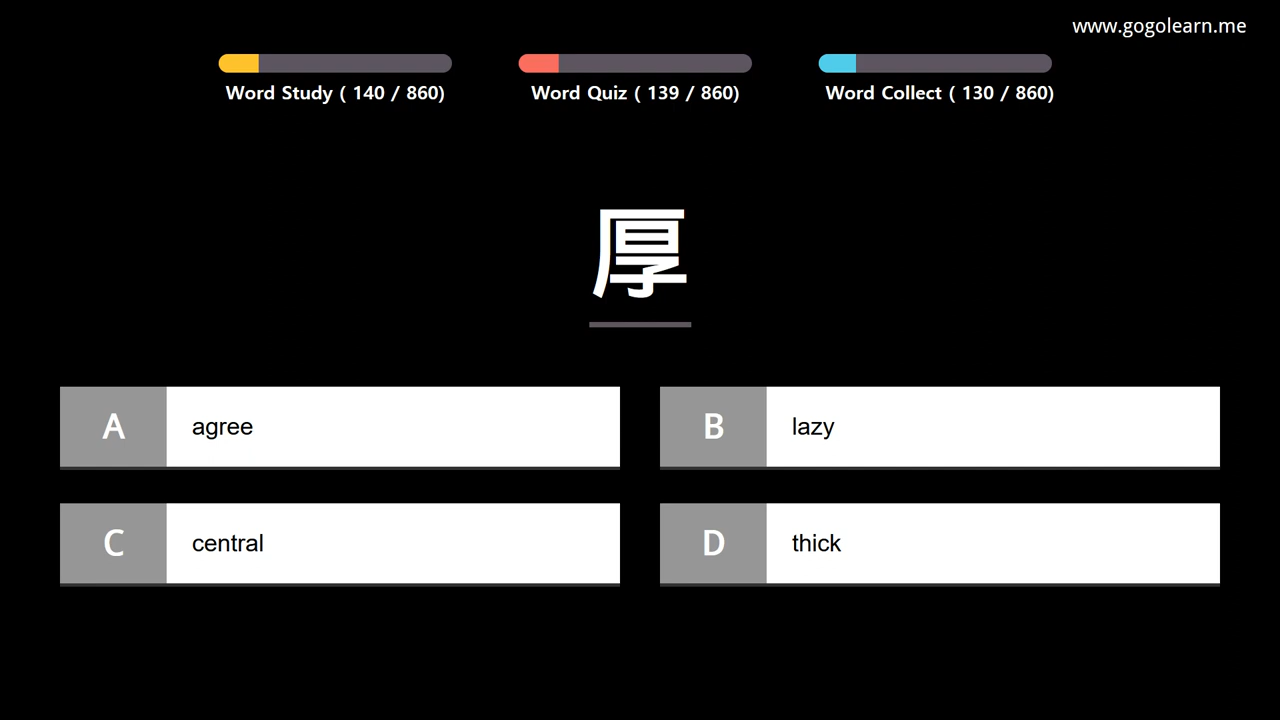 www.gogolearn.me
Word Study ( 140 / 860)
Word Quiz ( 139 / 860)
Word Collect ( 130 / 860)
厚
A agree
B lazy
C central
D thick